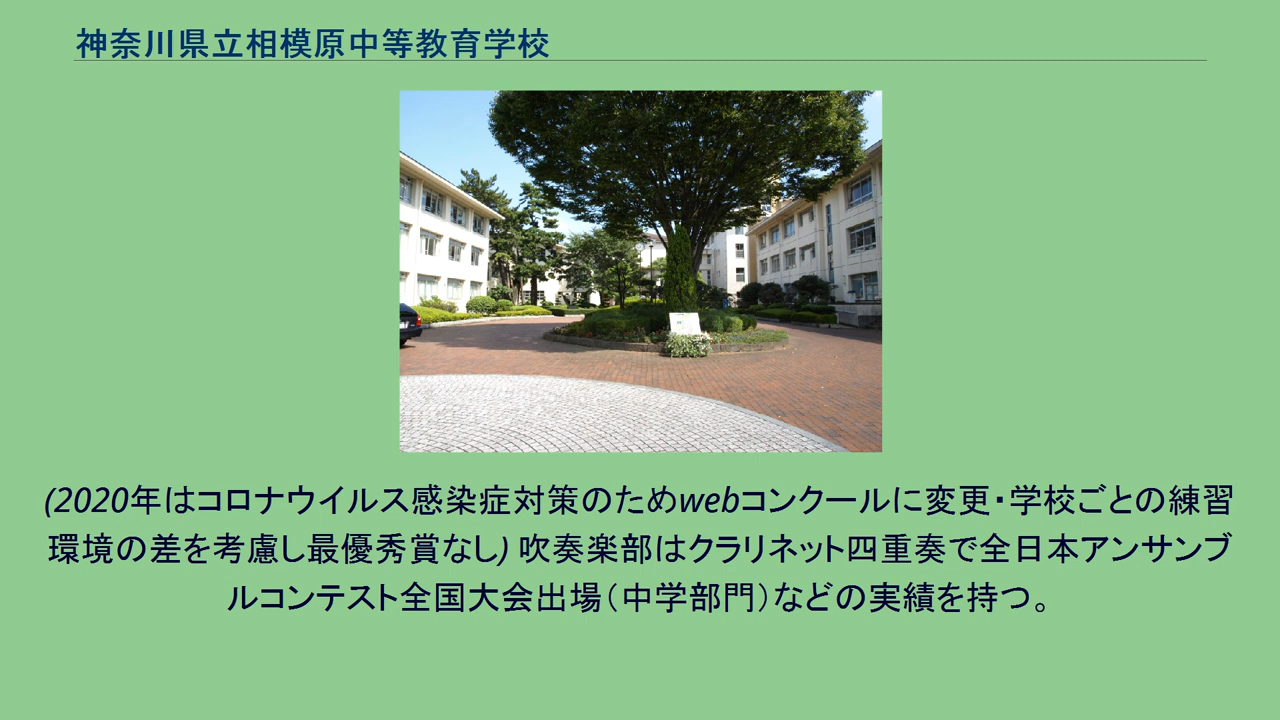 神奈川県立相模原中等教育学校
(2020年はコロナウイルス感染症対策のためwebコンクールに変更・学校ごとの練習
環境の差を考慮し最優秀賞なし) 吹奏楽部はクラリネット四重奏で全日本アンサンブ
ルコンテスト全国大会出場（中学部門）などの実績を持つ。